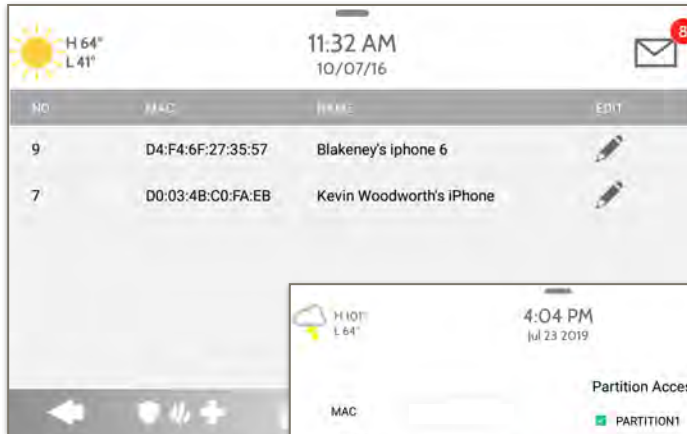 H 64°
L 41°
11:32 AM
10/07/16
8
NO MAC NAME EDIT
9 D4:F4:6F:27:35:57 Blakeney's iphone 6
7 D0:03:4B:C0:FA:EB Kevin Woodworth's iPhone
H 101°
L 64°
4:04 PM
Jul 23 2019
Partition Acces
MAC
PARTITION1